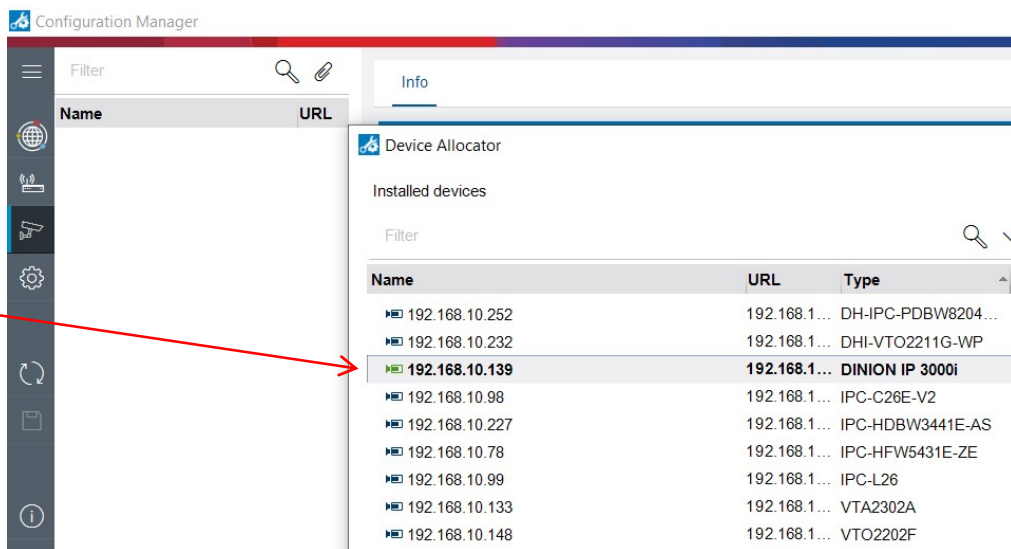 Configuration Manager
Filter
Name URL
Info
Device Allocator
Installed devices
Filter
Name URL Type
192.168.10.252 192.168.1... DH-IPC-PDBW8204...
192.168.10.232 192.168.1... DHI-VTO2211G-WP
192.168.10.139 192.168.1... DINION IP 3000i
192.168.10.98 192.168.1... IPC-C26E-V2
192.168.10.227 192.168.1... IPC-HDBW3441E-AS
192.168.10.78 192.168.1... IPC-HFW5431E-ZE
192.168.10.99 192.168.1... IPC-L26
192.168.10.133 192.168.1... VTA2302A
192.168.10.148 192.168.1... VTO2202F